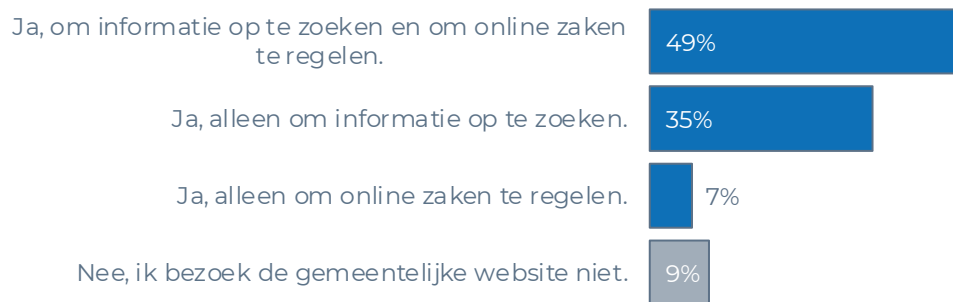 Ja, om informatie op te zoeken en om online zaken
te regelen.
49%
Ja, alleen om informatie op te zoeken.
35%
Ja, alleen om online zaken te regelen.
7%
Nee, ik bezoek de gemeentelijke website niet.
9%